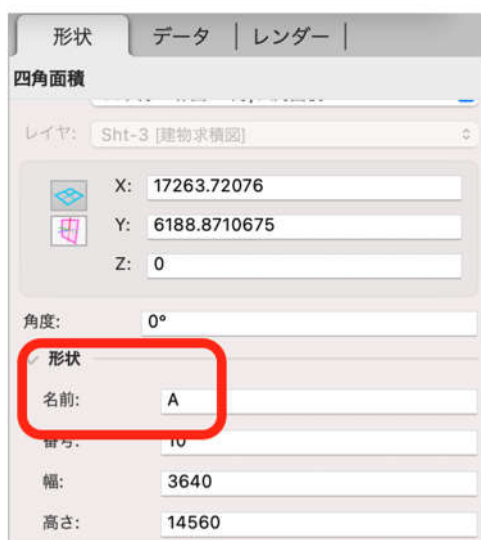 形状 データ レンダー
四角面積
レイヤ: Sht-3 [建物求積図]
X: 17263.72076
Y: 6188.8710675
Z: 0
角度: 0°
形状
名前: A
番号: 10
幅: 3640
高さ: 14560